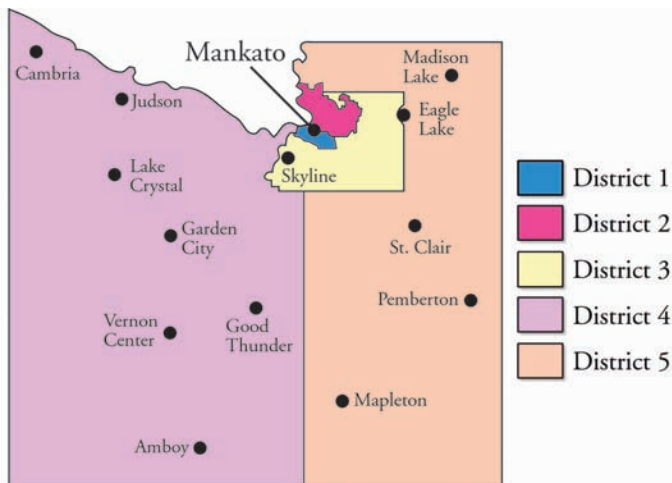 Mankato
Madison
Lake
Cambria
Judson
Eagle
Lake
Lake
Crystal
Skyline
District 1
District 2
District 3
District 4
District 5
Garden
City
St. Clair
Pemberton
Vernon
Center
Good
Thunder
Mapleton
Amboy